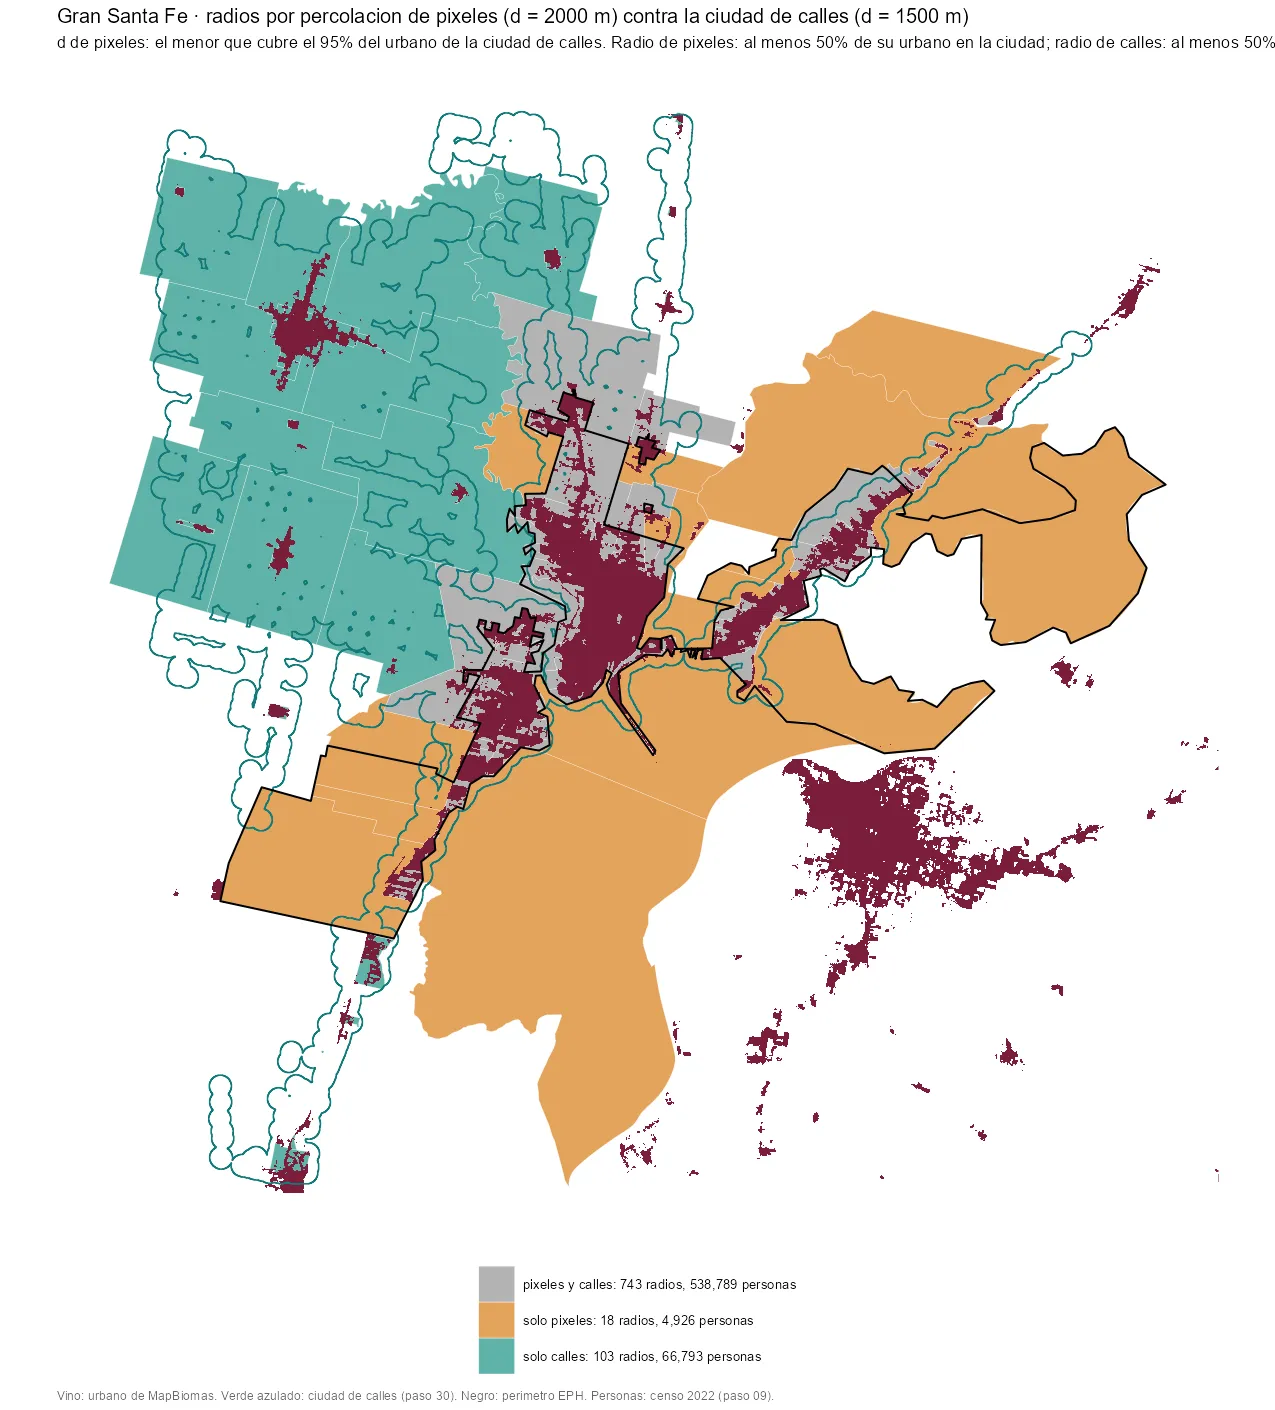 Gran Santa Fe · radios por percolacion de pixeles (d = 2000 m) contra la ciudad de calles (d = 1500 m)
d de pixeles: el menor que cubre el 95% del urbano de la ciudad de calles. Radio de pixeles: al menos 50% de su urbano en la ciudad; radio de calles: al menos 50%
pixeles y calles: 743 radios, 538,789 personas
solo pixeles: 18 radios, 4,926 personas
solo calles: 103 radios, 66,793 personas
Vino: urbano de MapBiomas. Verde azulado: ciudad de calles (paso 30). Negro: perimetro EPH. Personas: censo 2022 (paso 09).